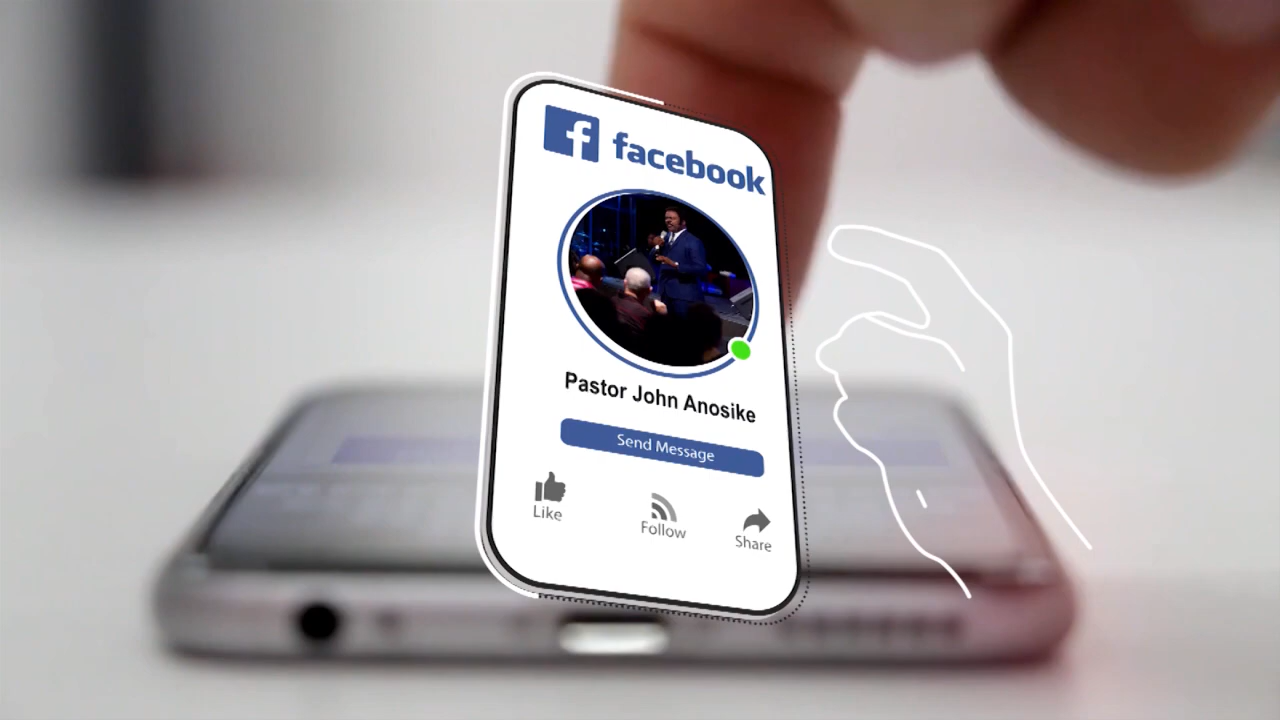 facebook
Pastor John Anosike
Send Message
Like
Follow
Share